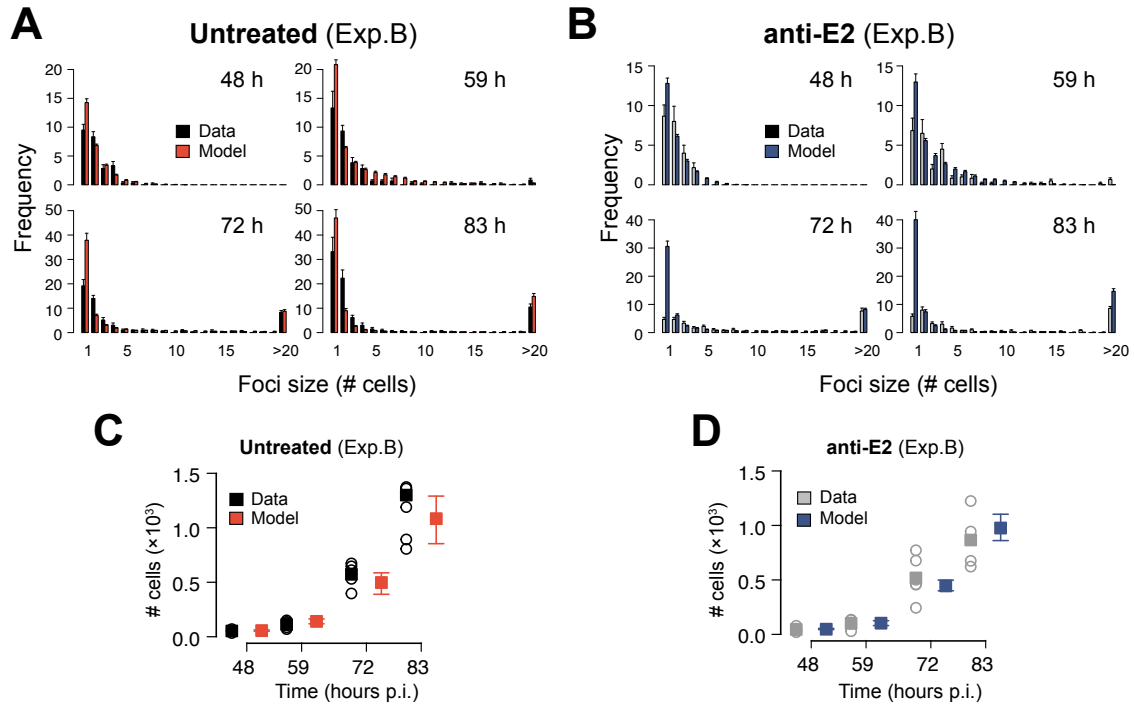 A
Untreated (Exp.B)
48 h
59 h
Data
Model
20
15
10
5
0
20
15
10
5
0
72 h
83 h
50
40
30
20
10
0
50
40
30
20
10
0
Frequency
1 5 10 15 >20
1 5 10 15 >20
Foci size (# cells)
B
anti-E2 (Exp.B)
48 h
59 h
Data
Model
15
10
5
0
15
10
5
0
72 h
83 h
40
30
20
10
0
40
30
20
10
0
Frequency
1 5 10 15 >20
1 5 10 15 >20
Foci size (# cells)
C
Untreated (Exp.B)
Data
Model
1.5
1.0
0.5
0.0
# cells (×10³)
48 59 72 83
Time (hours p.i.)
D
anti-E2 (Exp.B)
Data
Model
1.5
1.0
0.5
0.0
# cells (×10³)
48 59 72 83
Time (hours p.i.)